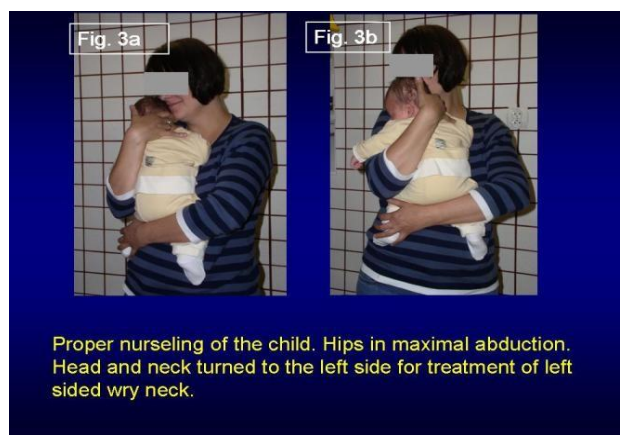 Fig. 3a
Fig. 3b
Proper nurseling of the child. Hips in maximal abduction.
Head and neck turned to the left side for treatment of left
sided wry neck.